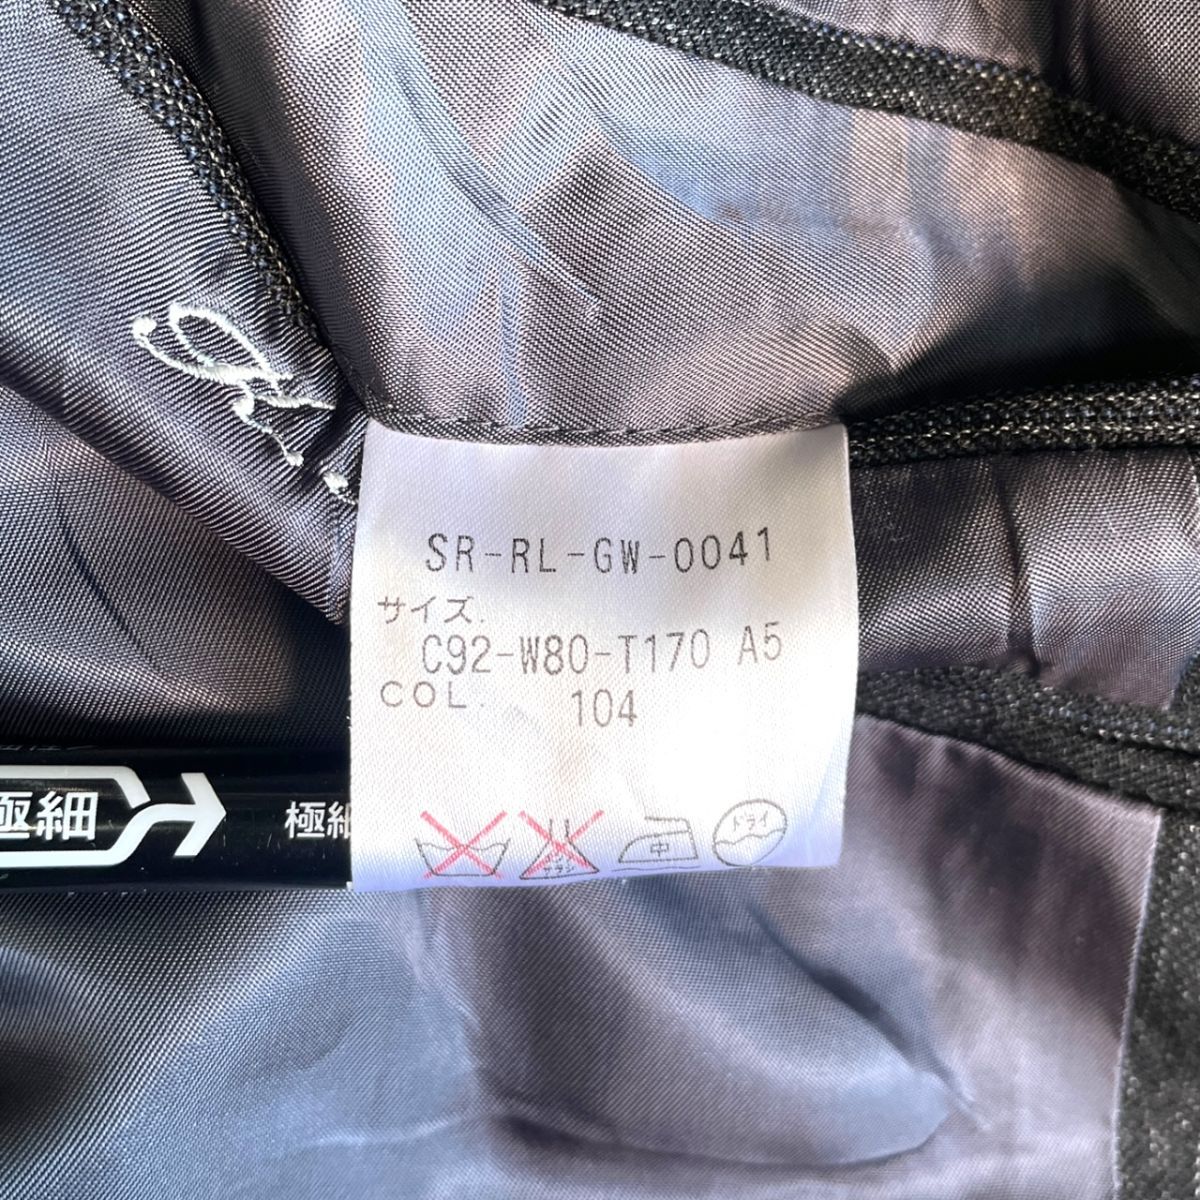 SR-RL-GW-0041
サイズ.
C92-W80-T170 A5
COL. 104
中
ドライ
極細
極細